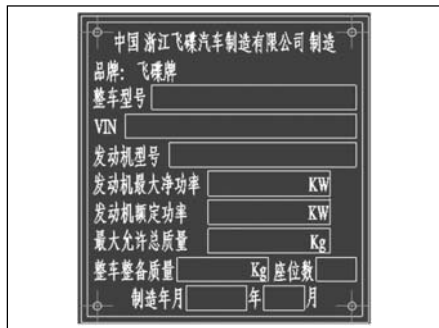 中国 浙江飞碟汽车制造有限公司 制造
品牌: 飞碟牌
整车型号
VIN
发动机型号
发动机最大净功率 KW
发动机额定功率 KW
最大允许总质量 Kg
整车整备质量 Kg 座位数
制造年月 年 月